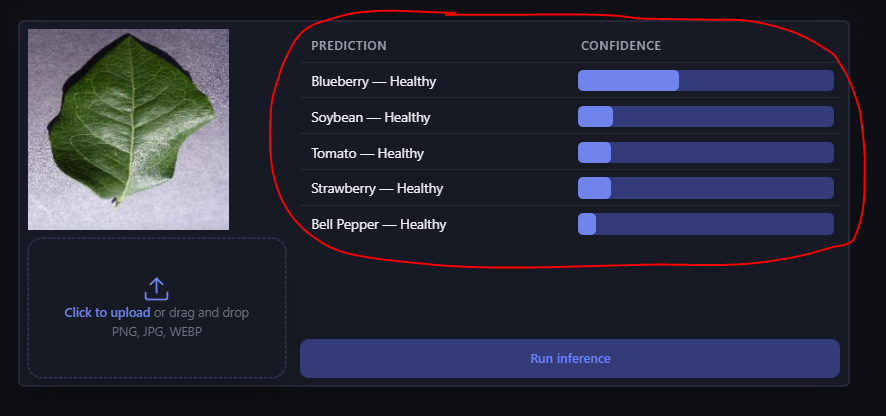 PREDICTION CONFIDENCE
Blueberry — Healthy
Soybean — Healthy
Tomato — Healthy
Strawberry — Healthy
Bell Pepper — Healthy
Click to upload or drag and drop
PNG, JPG, WEBP
Run inference